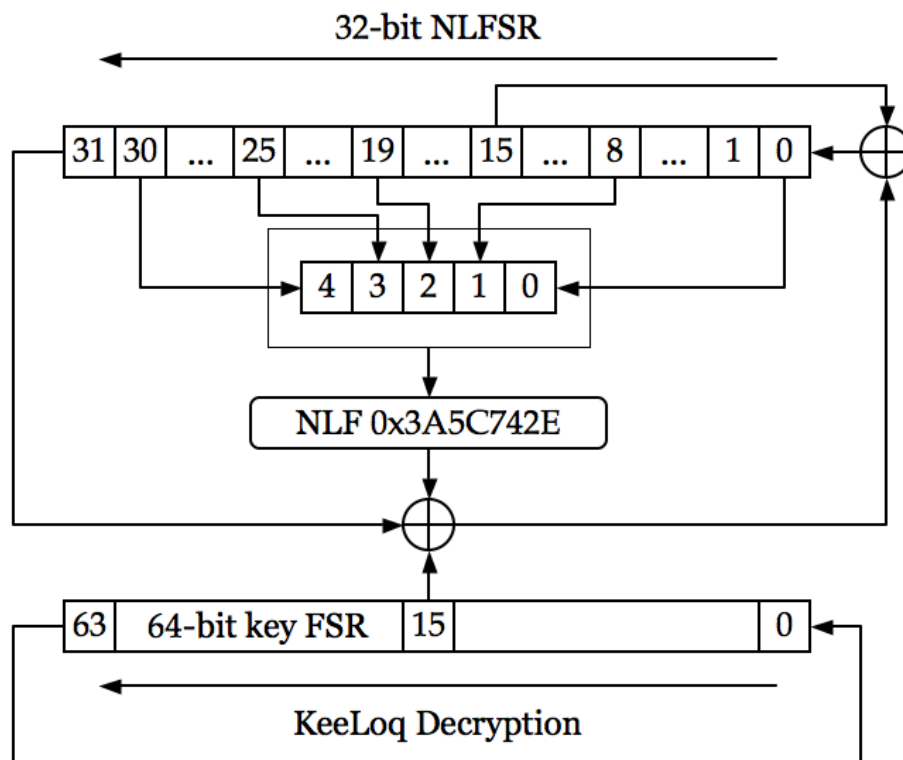 32-bit NLFSR
31 30 ... 25 ... 19 ... 15 ... 8 ... 1 0
4 3 2 1 0
NLF 0x3A5C742E
63 64-bit key FSR 15 0
KeeLoq Decryption